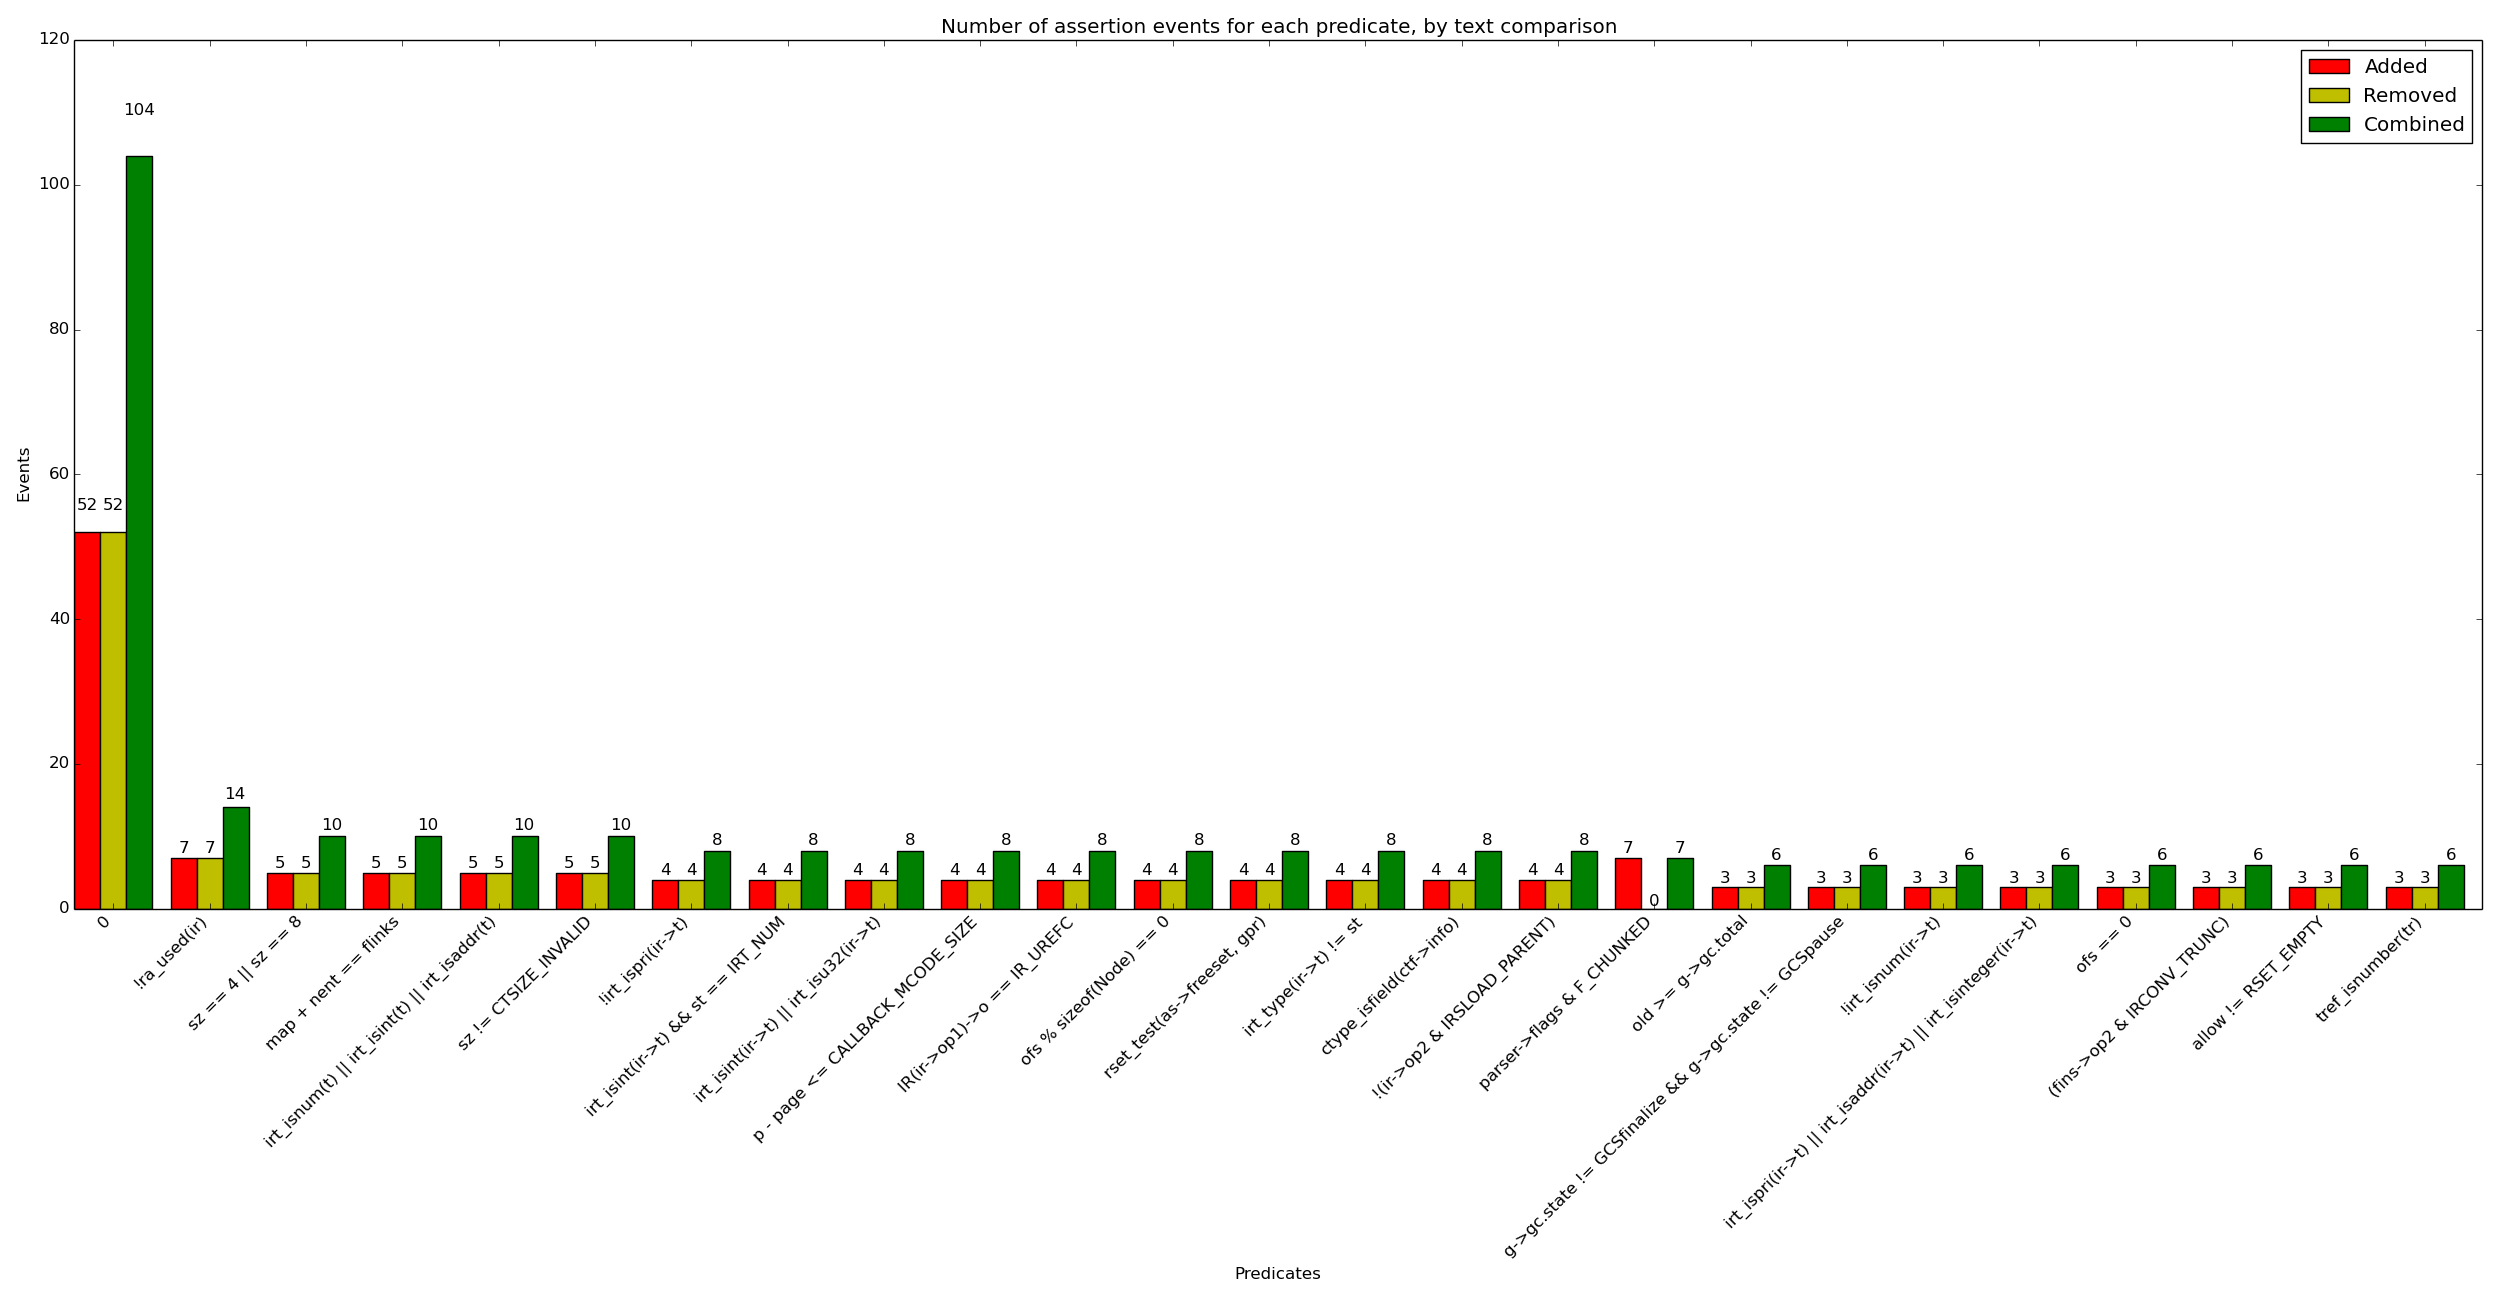 Number of assertion events for each predicate, by text comparison
Added
Removed
Combined
Events
120
100
80
60
40
20
0
52 52 104
7 7 14
5 5 10
5 5 10
5 5 10
5 5 10
4 4 8
4 4 8
4 4 8
4 4 8
4 4 8
4 4 8
4 4 8
4 4 8
4 4 8
4 4 8
7 0 7
3 3 6
3 3 6
3 3 6
3 3 6
3 3 6
3 3 6
3 3 6
3 3 6
0
!ra_used(ir)
sz == 4 || sz == 8
map + nent == flinks
irt_isnum(t) || irt_isint(t) || irt_isaddr(t)
sz != CTSIZE_INVALID
!irt_ispri(ir->t)
irt_isint(ir->t) && st == IRT_NUM
irt_isint(ir->t) || irt_isu32(ir->t)
p - page <= CALLBACK_MCODE_SIZE
IR(ir->op1)->o == IR_UREFC
ofs % sizeof(Node) == 0
rset_test(as->freeset, gpr)
irt_type(ir->t) != st
ctype_isfield(ctf->info)
!(ir->op2 & IRSLOAD_PARENT)
parser->flags & F_CHUNKED
old >= g->gc.total
g->gc.state != GCSfinalize && g->gc.state != GCSpause
!irt_isnum(ir->t)
irt_ispri(ir->t) || irt_isaddr(ir->t) || irt_isinteger(ir->t)
ofs == 0
(fins->op2 & IRCONV_TRUNC)
allow != RSET_EMPTY
tref_isnumber(tr)
Predicates